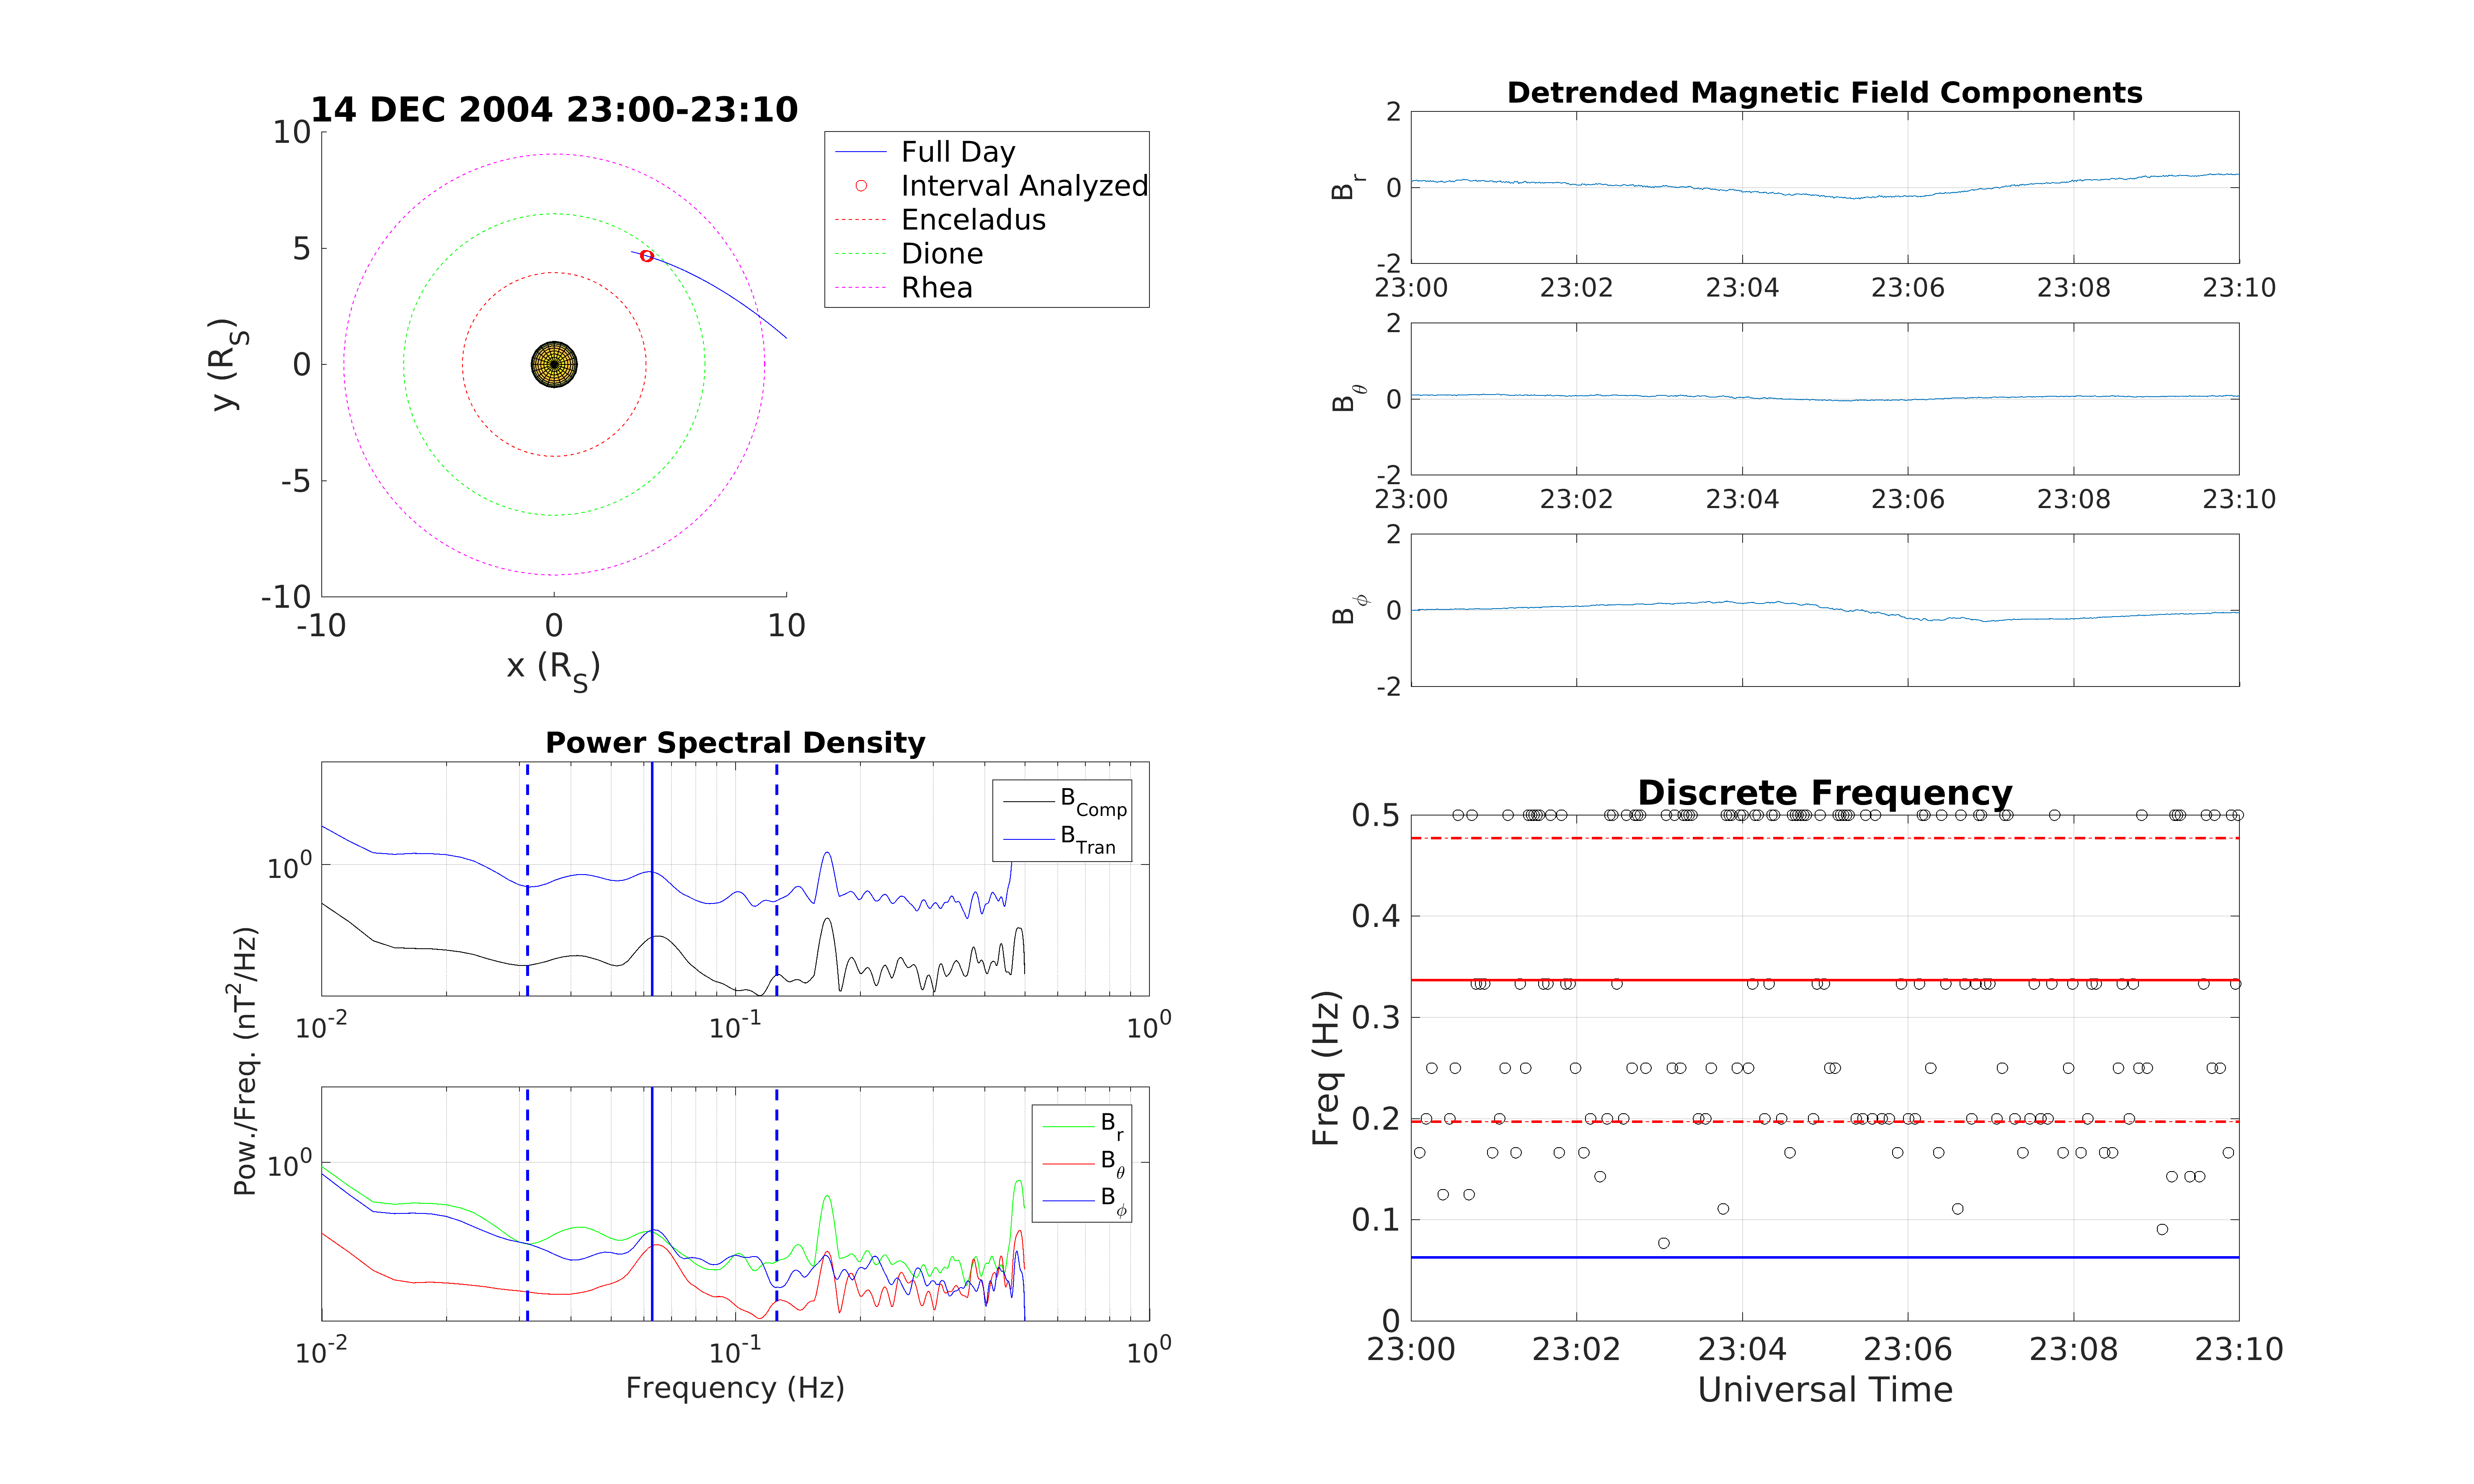 14 DEC 2004 23:00-23:10
10
5
0
-5
-10
-10
0
10
y (R_S)
x (R_S)
Full Day
Interval Analyzed
Enceladus
Dione
Rhea
Detrended Magnetic Field Components
2
0
-2
B_r
23:00
23:02
23:04
23:06
23:08
23:10
2
0
-2
B_θ
23:00
23:02
23:04
23:06
23:08
23:10
2
0
-2
B_ϕ
Power Spectral Density
10^0
B_Comp
B_Tran
10^-2
10^-1
10^0
Pow./Freq. (nT^2/Hz)
10^0
B_r
B_θ
B_ϕ
10^-2
10^-1
10^0
Frequency (Hz)
Discrete Frequency
0.5
0.4
0.3
0.2
0.1
0
Freq (Hz)
23:00
23:02
23:04
23:06
23:08
23:10
Universal Time